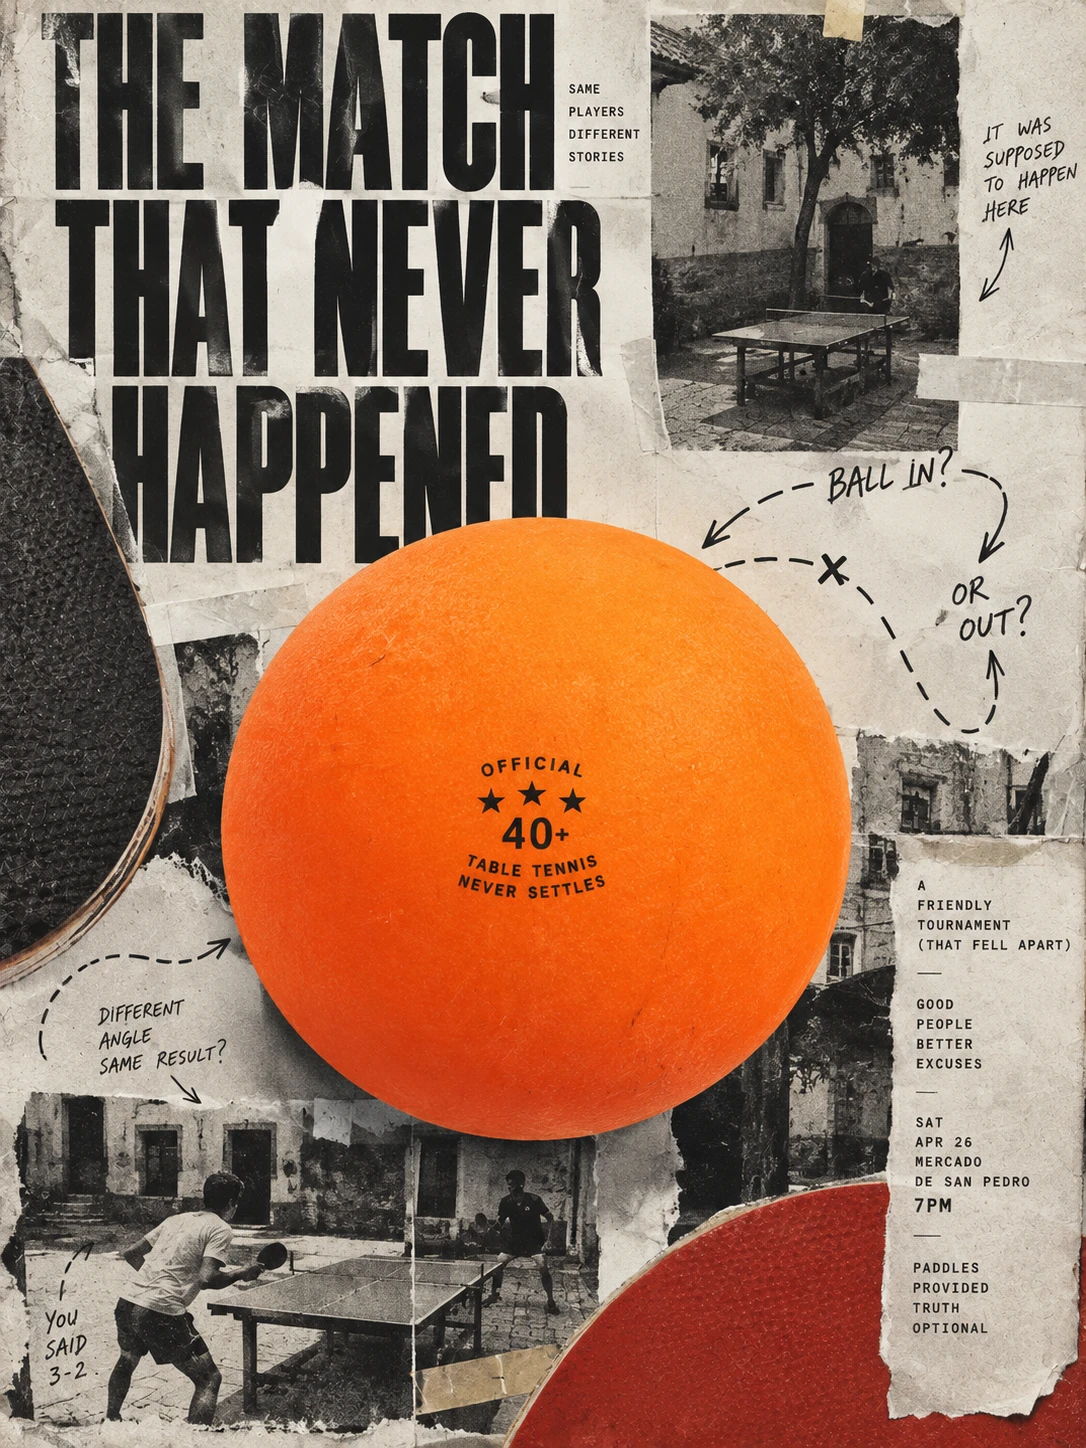 THE MATCH
THAT NEVER
HAPPENED
SAME
PLAYERS
DIFFERENT
STORIES
IT WAS
SUPPOSED
TO HAPPEN
HERE
BALL IN?
X
OR
OUT?
OFFICIAL
★ ★ ★
40+
TABLE TENNIS
NEVER SETTLES
A
FRIENDLY
TOURNAMENT
(THAT FELL APART)
GOOD
PEOPLE
BETTER
EXCUSES
SAT
APR 26
MERCADO
DE SAN PEDRO
7PM
PADDLES
PROVIDED
TRUTH
OPTIONAL
DIFFERENT
ANGLE
SAME RESULT?
YOU
SAID
3-2